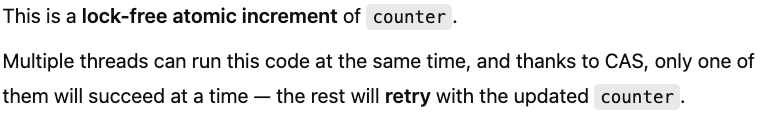 This is a lock-free atomic increment of counter.
Multiple threads can run this code at the same time, and thanks to CAS, only one of
them will succeed at a time — the rest will retry with the updated counter.